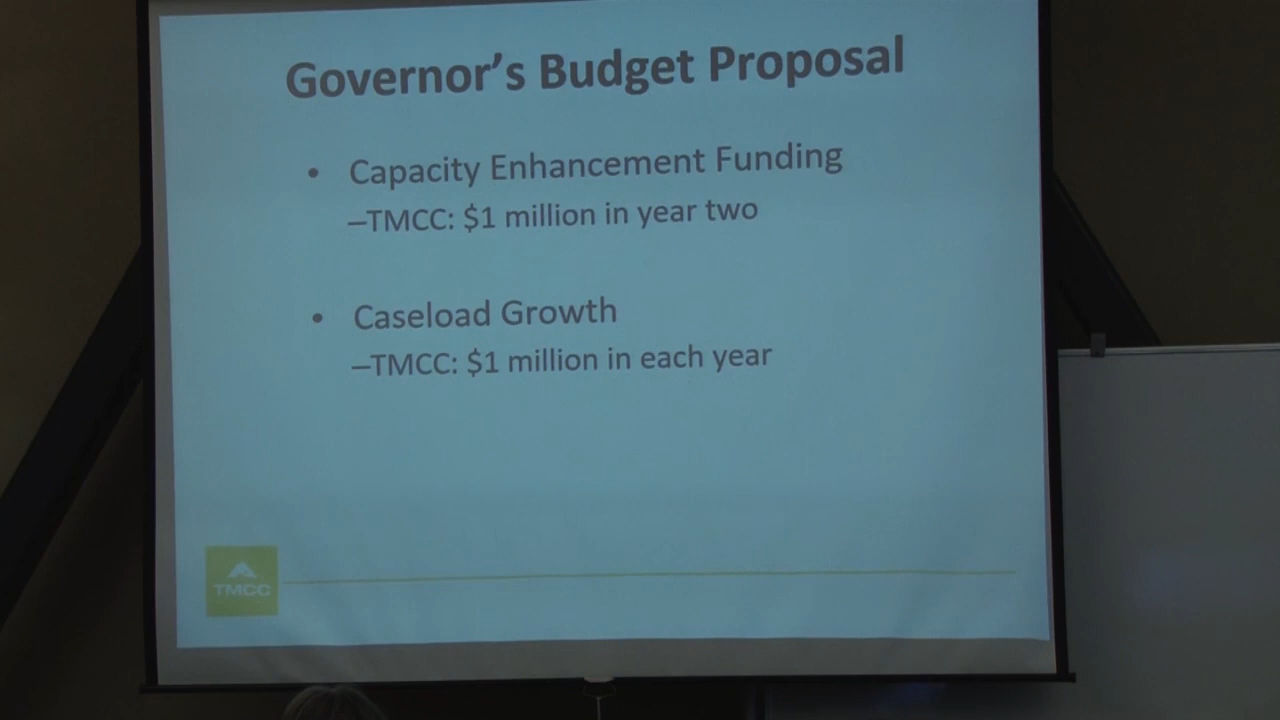 Governor's Budget Proposal
• Capacity Enhancement Funding
–TMCC: $1 million in year two
• Caseload Growth
–TMCC: $1 million in each year
TMCC